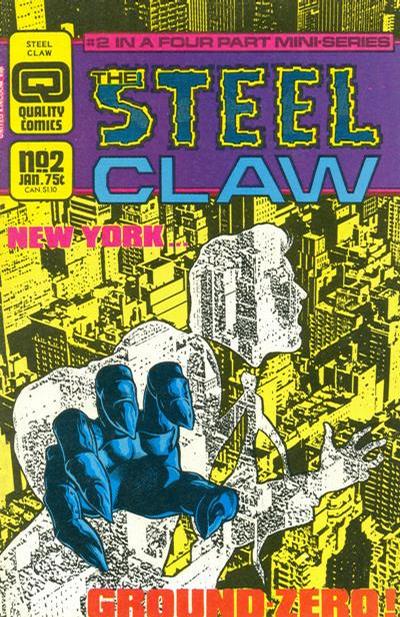 STEEL
CLAW
Q
QUALITY
COMICS
No2
JAN. 75¢
CAN. $1.10
#2 IN A FOUR PART MINI-SERIES
THE
STEEL
CLAW
NEW YORK...
GROUND-ZERO!